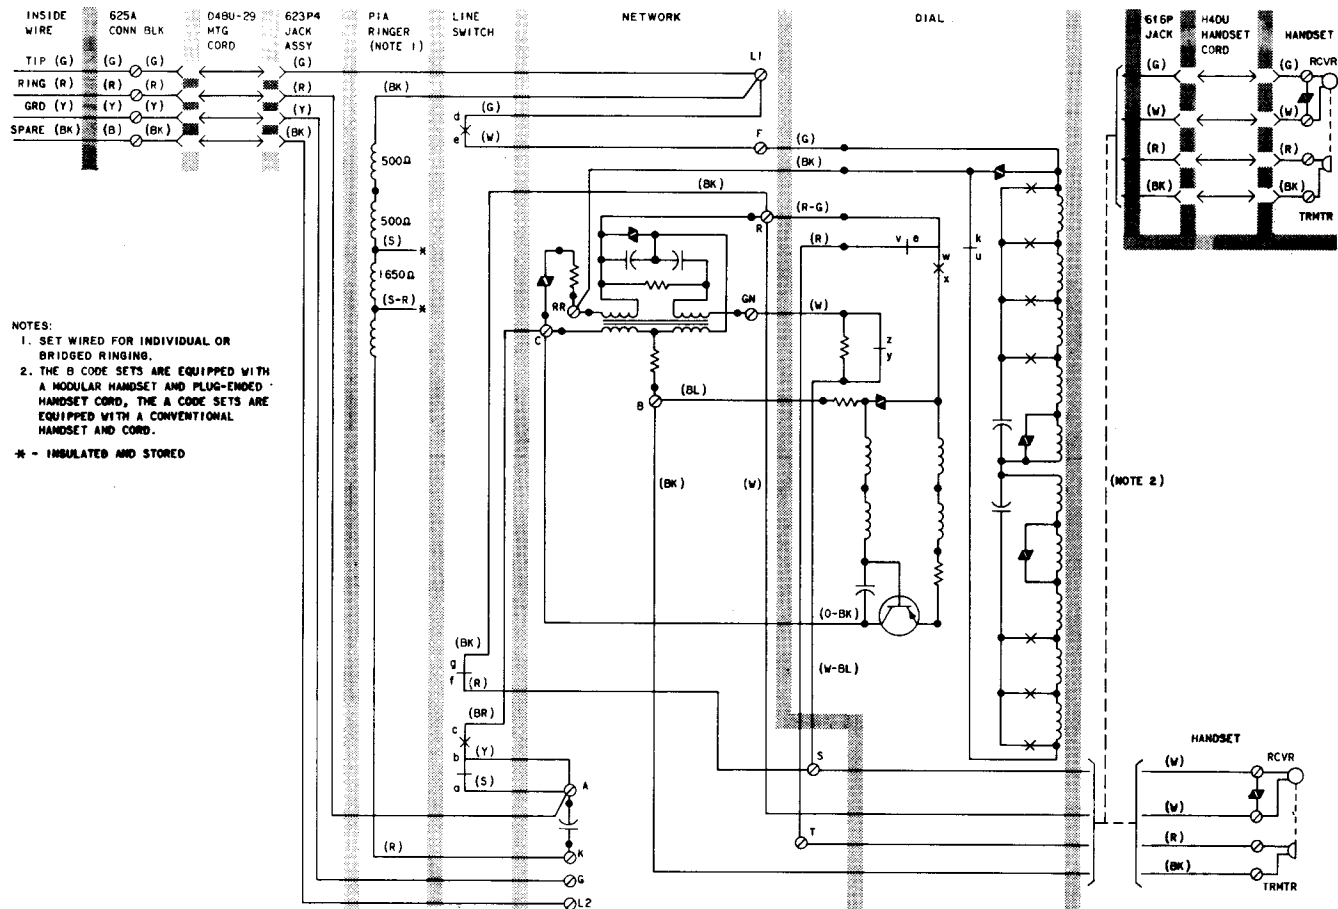 INSIDE
WIRE
625A
CONN BLK
D4BU-29
MTG
CORD
623P4
JACK
ASSY
PIA
RINGER
(NOTE 1)
LINE
SWITCH
NETWORK
DIAL
616P
JACK
H4DU
HANDSET
CORD
HANDSET
TIP (G) (G) (G) (G)
RING (R) (R) (R) (R)
GRD (Y) (Y) (Y) (Y)
SPARE (BK) (B) (BK) (BK)
L1
(BK)
d
(G)
e
(W)
F
(G)
(BK)
500Ω
(BK)
500Ω
(R-G)
R
(S)
*
(R)
v
e
k
u
w
x
1650Ω
(S-R)
*
RR
GN
(W)
C
z
y
B
(BL)
(BK)
(W)
(O-BK)
(W-BL)
(BK)
g
f
(R)
(BR)
c
b
(Y)
a
(S)
A
S
T
(R)
K
G
L2
(G) (G) RCVR
(W) (W)
(R) (R)
(BK) (BK)
TRMTR
(NOTE 2)
HANDSET
(W) RCVR
(W)
(R)
(BK)
TRMTR
NOTES:
1. SET WIRED FOR INDIVIDUAL OR
BRIDGED RINGING.
2. THE B CODE SETS ARE EQUIPPED WITH
A MODULAR HANDSET AND PLUG-ENDED
HANDSET CORD, THE A CODE SETS ARE
EQUIPPED WITH A CONVENTIONAL
HANDSET AND CORD.
* - INSULATED AND STORED